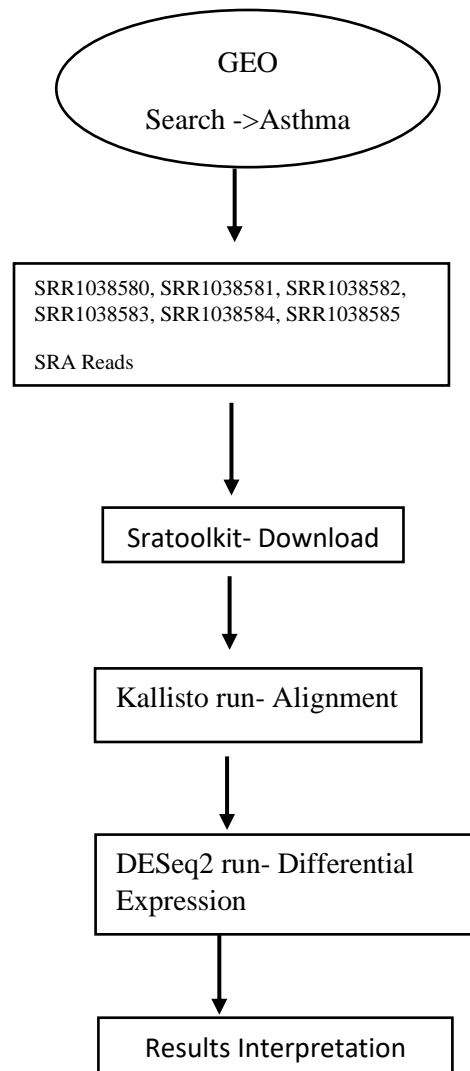 GEO
Search ->Asthma
SRR1038580, SRR1038581, SRR1038582,
SRR1038583, SRR1038584, SRR1038585
SRA Reads
Sratoolkit- Download
Kallisto run- Alignment
DESeq2 run- Differential
Expression
Results Interpretation